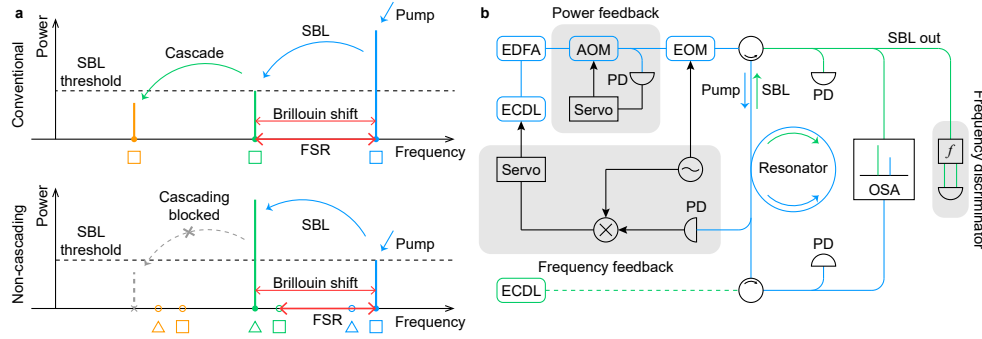 a
Conventional
Power
SBL
threshold
Cascade
SBL
Pump
Brillouin shift
FSR
Frequency
Non-cascading
Power
SBL
threshold
Cascading
blocked
SBL
Pump
Brillouin shift
FSR
Frequency
b
Power feedback
EDFA
AOM
EOM
PD
Servo
ECDL
SBL out
PD
Pump
SBL
Resonator
OSA
f
Frequency discriminator
Servo
PD
Frequency feedback
ECDL
PD